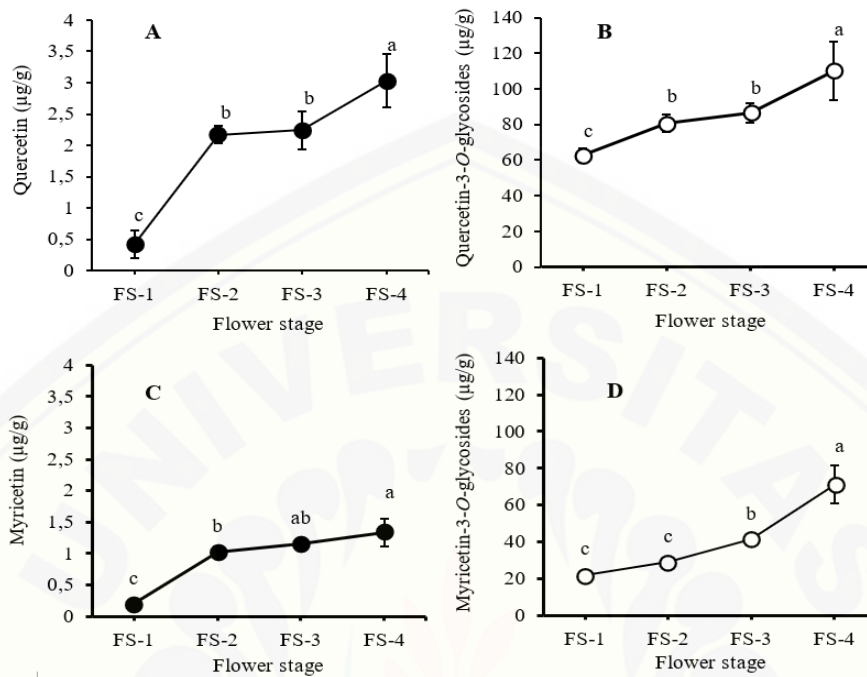 A
Quercetin (µg/g)
4
3,5
3
2,5
2
1,5
1
0,5
0
c
b
b
a
FS-1 FS-2 FS-3 FS-4
Flower stage
B
Quercetin-3-O-glycosides (µg/g)
140
120
100
80
60
40
20
0
c
b
b
a
FS-1 FS-2 FS-3 FS-4
Flower stage
C
Myricetin (µg/g)
4
3,5
3
2,5
2
1,5
1
0,5
0
c
b
ab
a
FS-1 FS-2 FS-3 FS-4
Flower stage
D
Myricetin-3-O-glycosides (µg/g)
140
120
100
80
60
40
20
0
c
c
b
a
FS-1 FS-2 FS-3 FS-4
Flower stage
UNIVERSITAS